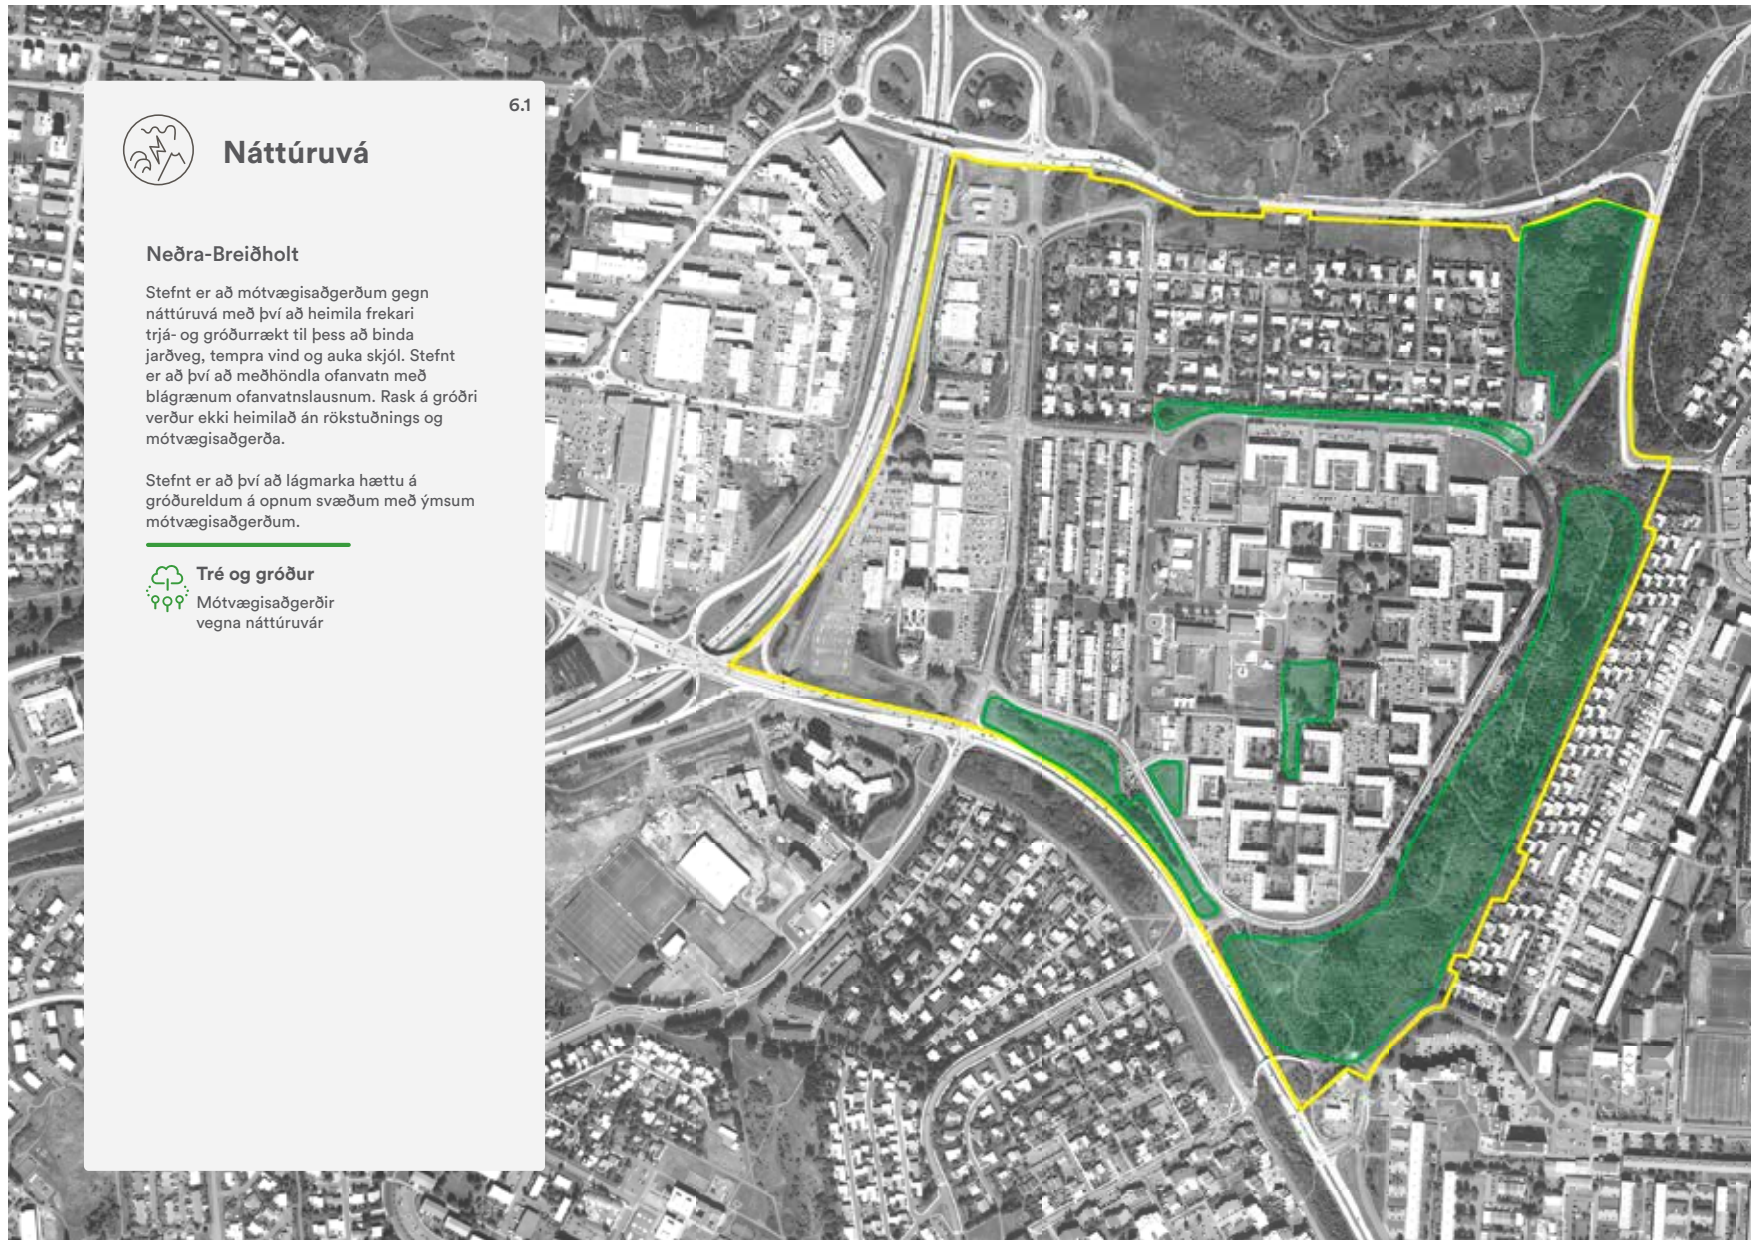 6.1
Náttúruvá
Neðra-Breiðholt
Stefnt er að mótvægisaðgerðum gegn
náttúruvá með því að heimila frekari
trjá- og gróðurrækt til þess að binda
jarðveg, tempra vind og auka skjól. Stefnt
er að því að meðhöndla ofanvatn með
blágrænum ofanvatnslausnum. Rask á gróðri
verður ekki heimilað án rökstuðnings og
mótvægisaðgerða.
Stefnt er að því að lágmarka hættu á
gróðureldum á opnum svæðum með ýmsum
mótvægisaðgerðum.
Tré og gróður
Mótvægisaðgerðir
vegna náttúruvár